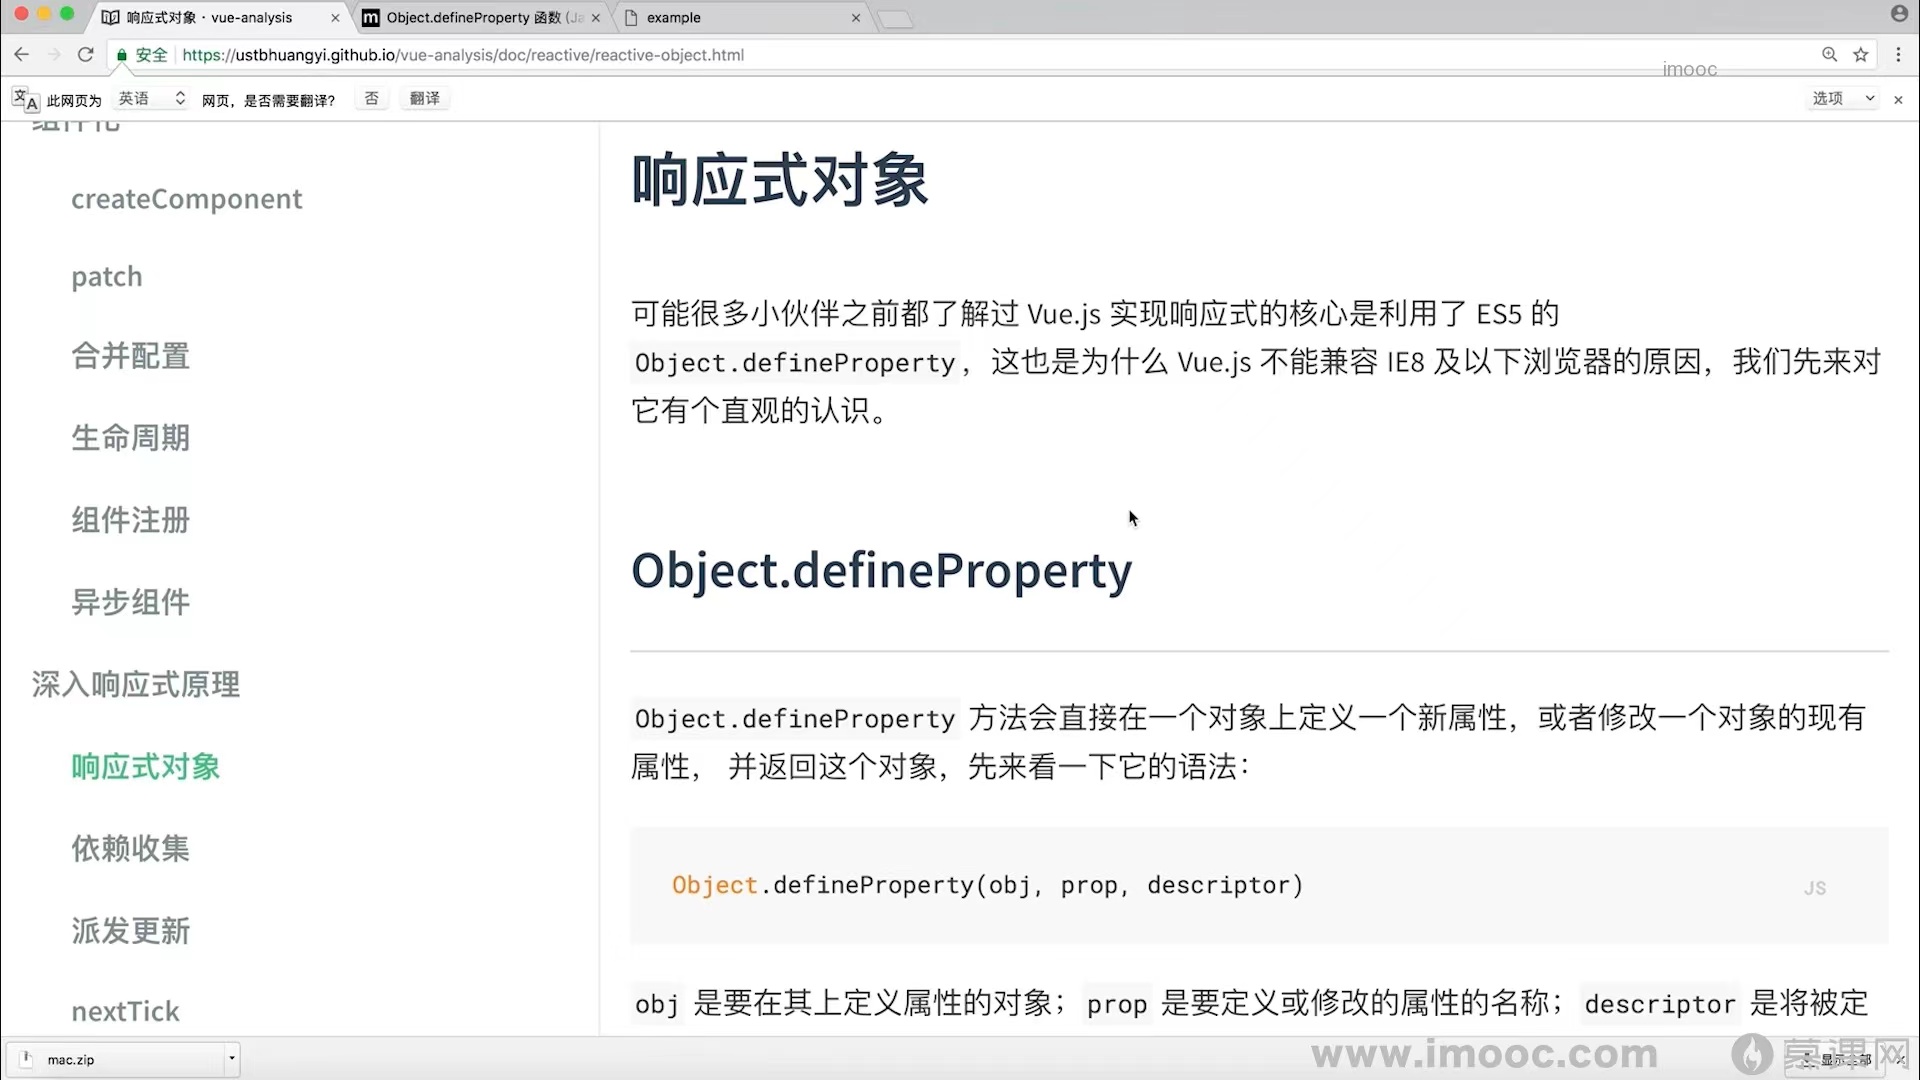 响应式对象 · vue-analysis
Object.defineProperty 函数 (Ja
example
安全
https://ustbhuangyi.github.io/vue-analysis/doc/reactive/reactive-object.html
imooc
此网页为 英语 网页，是否需要翻译？ 否 翻译
选项
组件化
createComponent
patch
合并配置
生命周期
组件注册
异步组件
深入响应式原理
响应式对象
依赖收集
派发更新
nextTick
响应式对象
可能很多小伙伴之前都了解过 Vue.js 实现响应式的核心是利用了 ES5 的
Object.defineProperty，这也是为什么 Vue.js 不能兼容 IE8 及以下浏览器的原因，我们先来对
它有个直观的认识。
Object.defineProperty
Object.defineProperty 方法会直接在一个对象上定义一个新属性，或者修改一个对象的现有
属性， 并返回这个对象，先来看一下它的语法：
Object.defineProperty(obj, prop, descriptor)
JS
obj 是要在其上定义属性的对象；prop 是要定义或修改的属性的名称；descriptor 是将被定
mac.zip
www.imooc.com
慕课网
显示全部